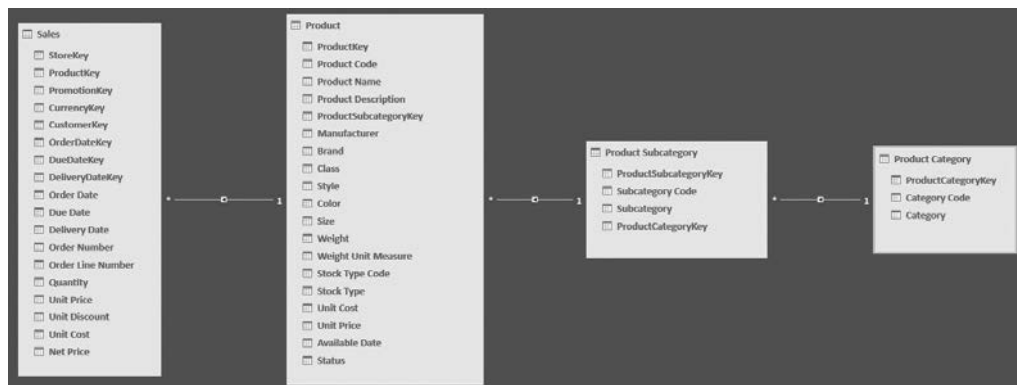 Sales
StoreKey
ProductKey
PromotionKey
CurrencyKey
CustomerKey
OrderDateKey
DueDateKey
DeliveryDateKey
Order Date
Due Date
Delivery Date
Order Number
Order Line Number
Quantity
Unit Price
Unit Discount
Unit Cost
Net Price
* 1
Product
ProductKey
Product Code
Product Name
Product Description
ProductSubcategoryKey
Manufacturer
Brand
Class
Style
Color
Size
Weight
Weight Unit Measure
Stock Type Code
Stock Type
Unit Cost
Unit Price
Available Date
Status
* 1
Product Subcategory
ProductSubcategoryKey
Subcategory Code
Subcategory
ProductCategoryKey
* 1
Product Category
ProductCategoryKey
Category Code
Category